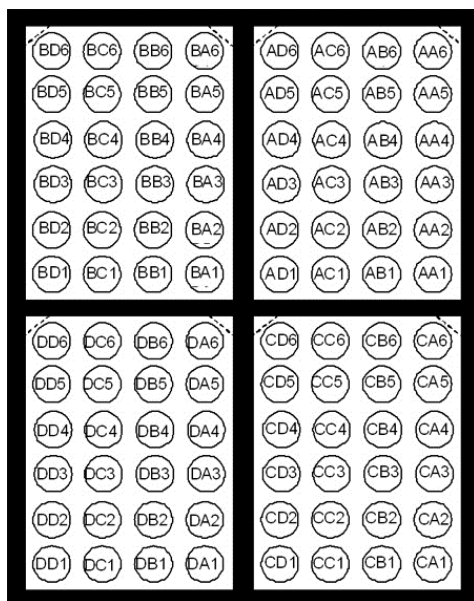 BD6 BC6 BB6 BA6 AD6 AC6 AB6 AA6
BD5 BC5 BB5 BA5 AD5 AC5 AB5 AA5
BD4 BC4 BB4 BA4 AD4 AC4 AB4 AA4
BD3 BC3 BB3 BA3 AD3 AC3 AB3 AA3
BD2 BC2 BB2 BA2 AD2 AC2 AB2 AA2
BD1 BC1 BB1 BA1 AD1 AC1 AB1 AA1
DD6 DC6 DB6 DA6 CD6 CC6 CB6 CA6
DD5 DC5 DB5 DA5 CD5 CC5 CB5 CA5
DD4 DC4 DB4 DA4 CD4 CC4 CB4 CA4
DD3 DC3 DB3 DA3 CD3 CC3 CB3 CA3
DD2 DC2 DB2 DA2 CD2 CC2 CB2 CA2
DD1 DC1 DB1 DA1 CD1 CC1 CB1 CA1